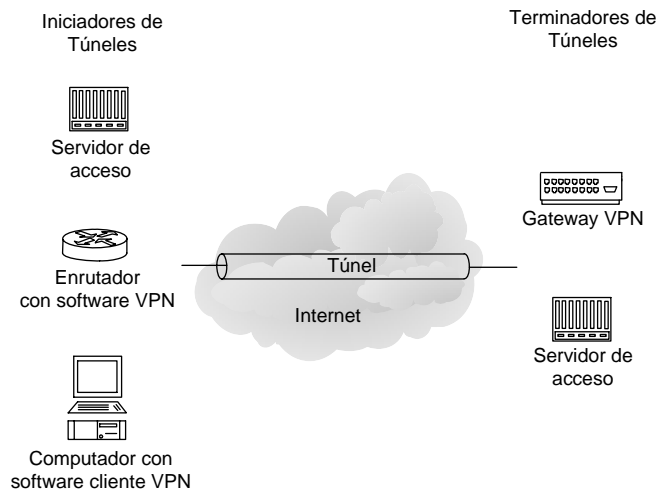 Iniciadores de
Túneles
Terminadores de
Túneles
Servidor de
acceso
Gateway VPN
Enrutador
con software VPN
Túnel
Internet
Servidor de
acceso
Computador con
software cliente VPN